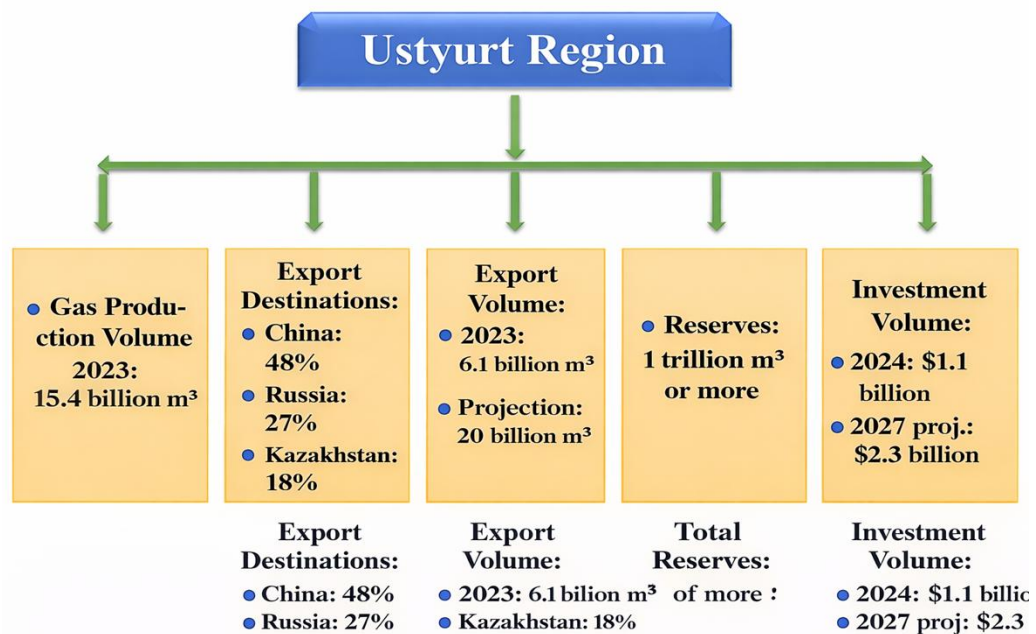 Ustyurt Region
• Gas Produ-
ction Volume
2023:
15.4 billion m³
Export
Destinations:
• China:
48%
• Russia:
27%
• Kazakhstan:
18%
Export
Volume:
• 2023:
6.1 billion m³
• Projection:
20 billion m³
• Reserves:
1 trillion m³
or more
Investment
Volume:
• 2024: $1.1
billion
• 2027 proj.:
$2.3 billion
Export
Destinations:
• China: 48%
• Russia: 27%
Export
Volume:
• 2023: 6.1 bilion m³
• Kazakhstan: 18%
Total
Reserves:
of more :
Investment
Volume:
• 2024: $1.1 billio
• 2027 proj: $2.3